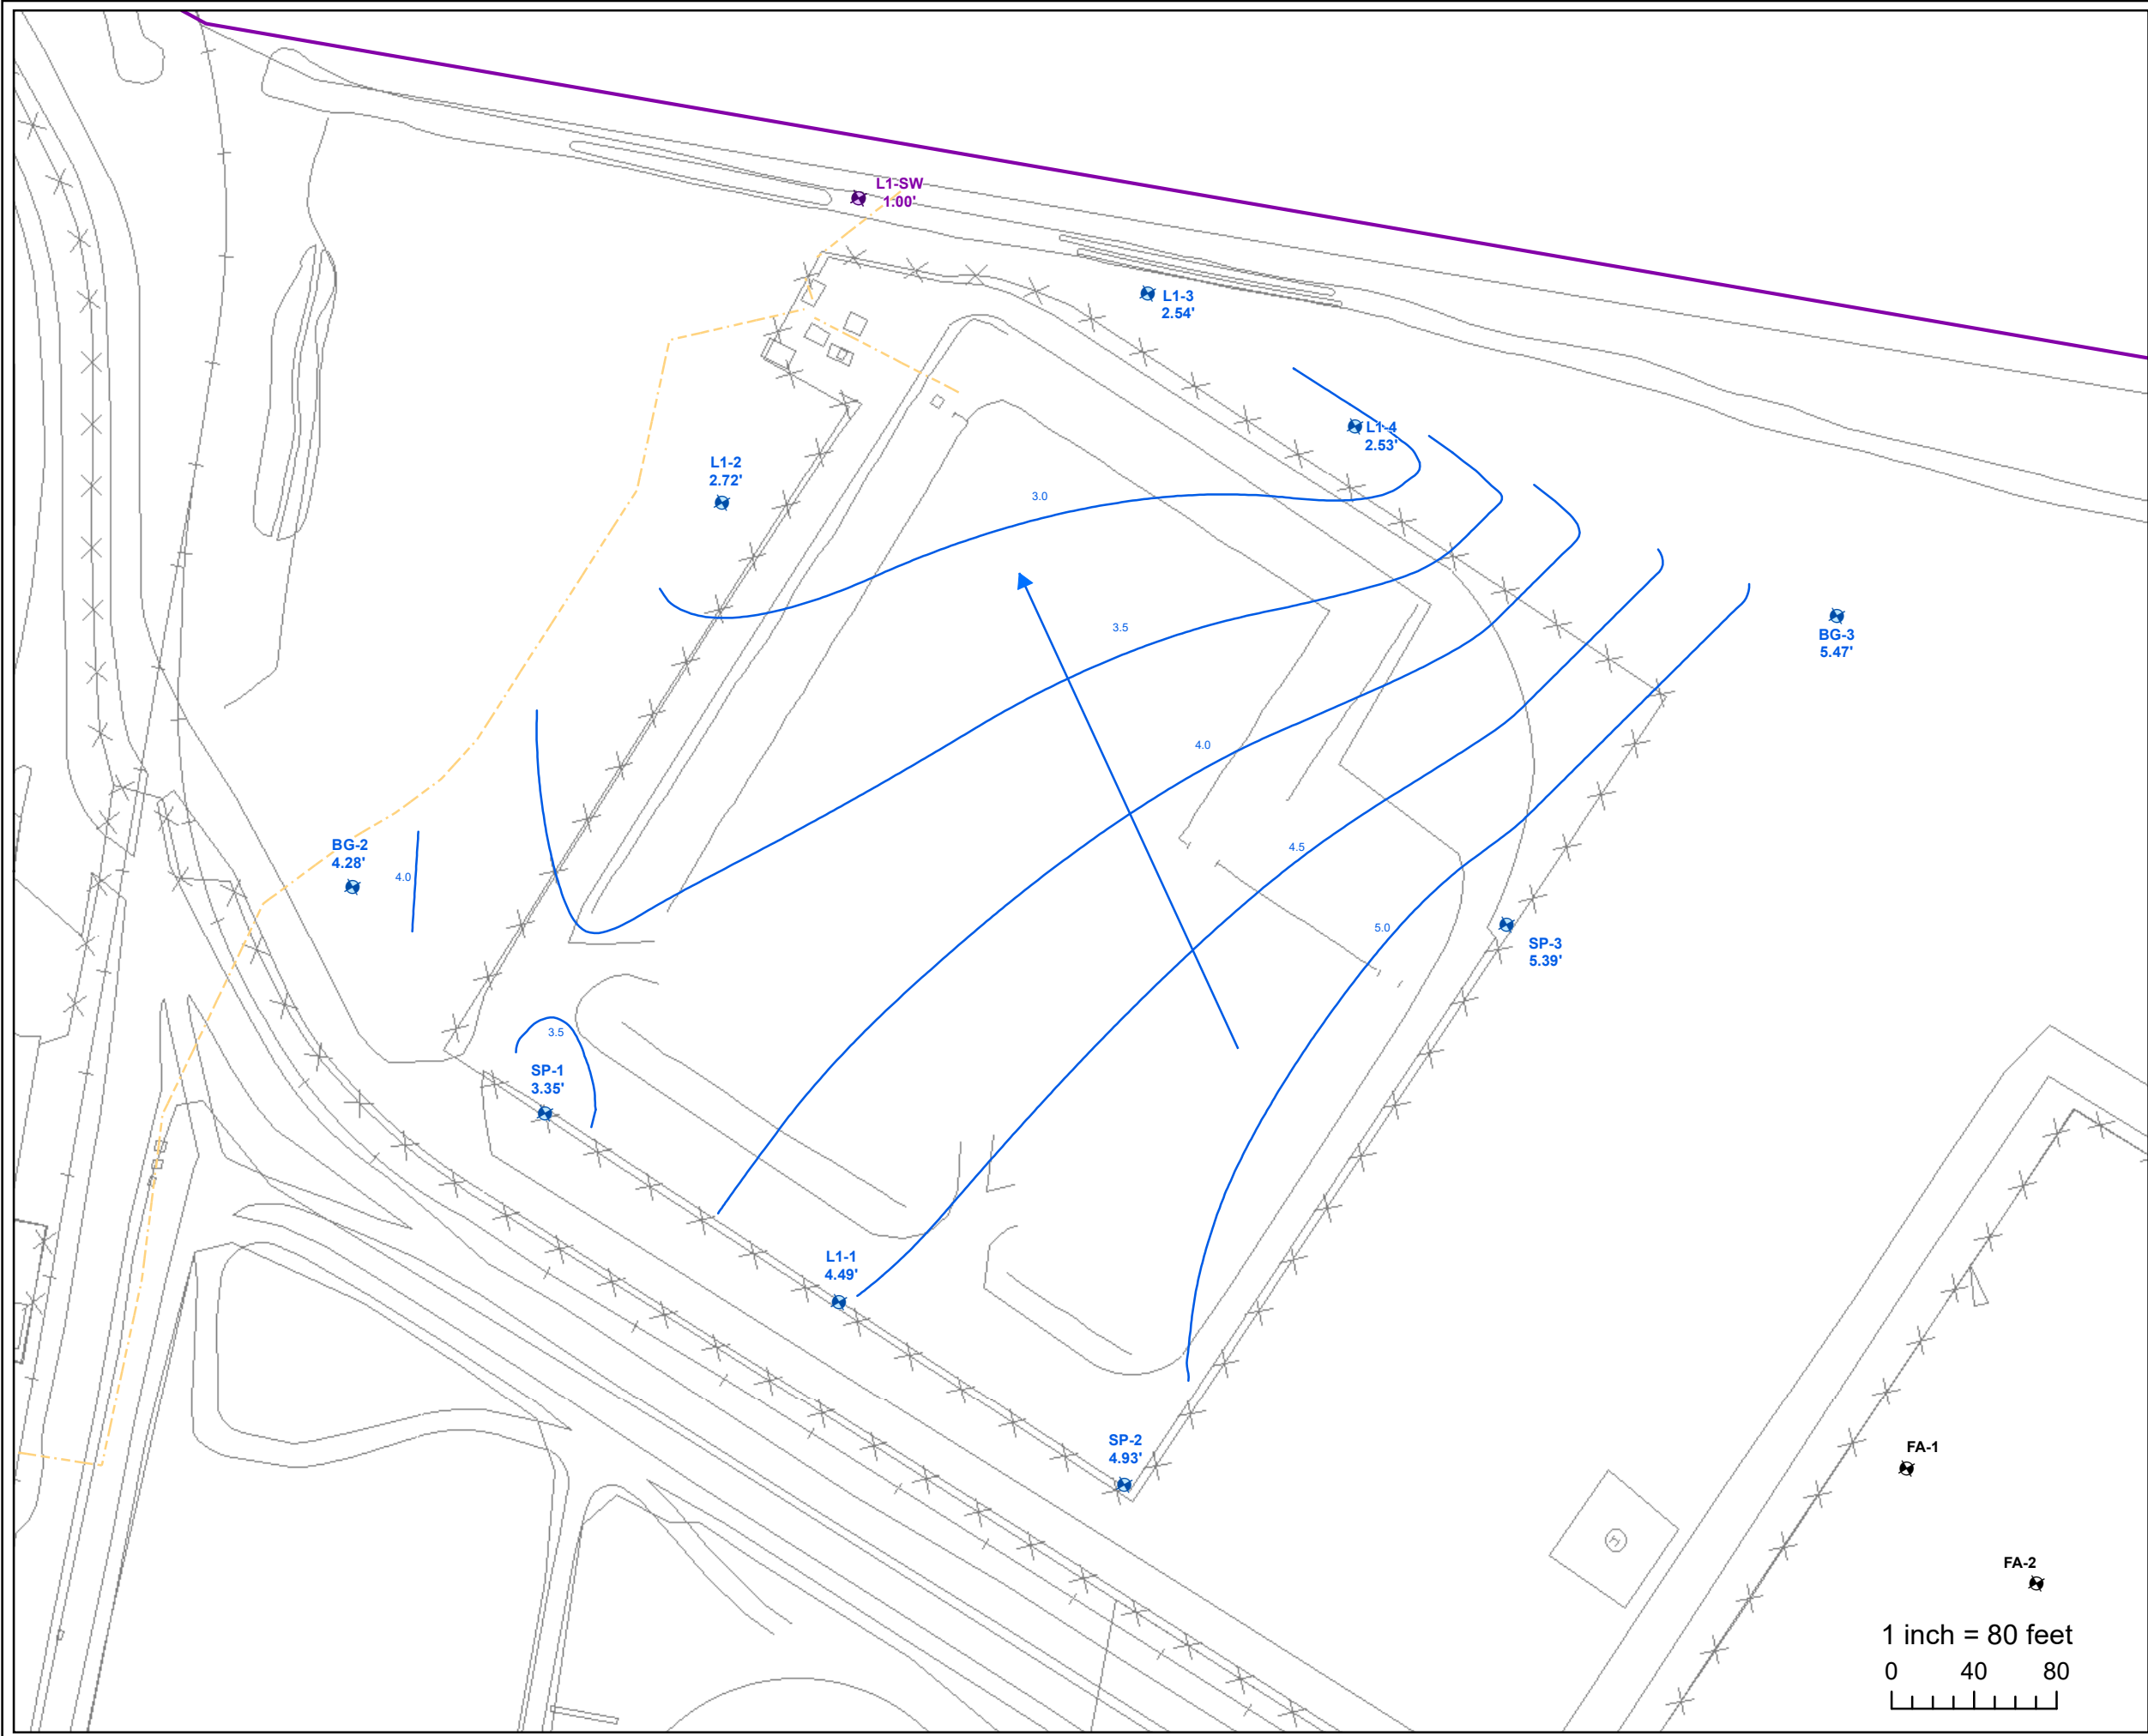 L1-SW
1.00'
L1-3
2.54'
L1-4
2.53'
L1-2
2.72'
3.0
3.5
BG-3
5.47'
4.0
BG-2
4.28'
4.0
4.5
5.0
SP-3
5.39'
3.5
SP-1
3.35'
L1-1
4.49'
SP-2
4.93'
FA-1
FA-2
H
1 inch = 80 feet
0 40 80